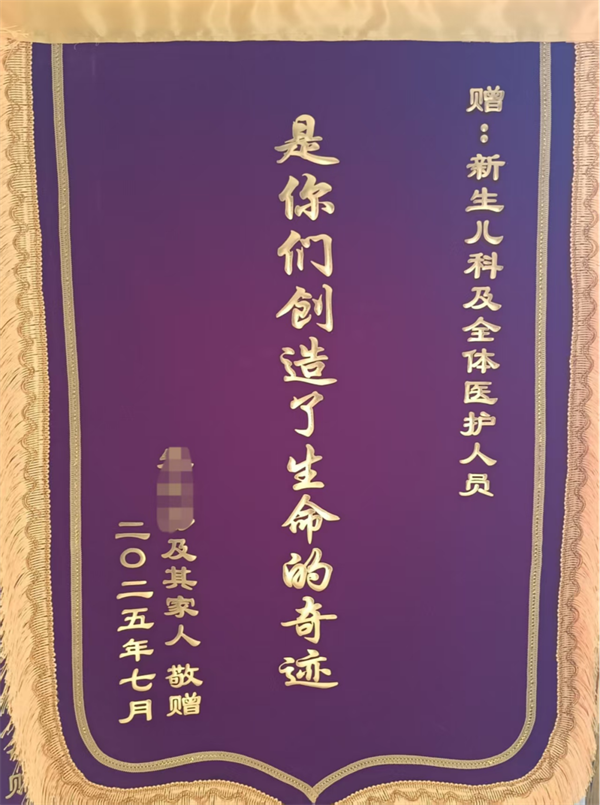 赠：新生儿科及全体医护人员
是你们创造了生命的奇迹
及其家人 敬赠
二〇二五年七月
赠